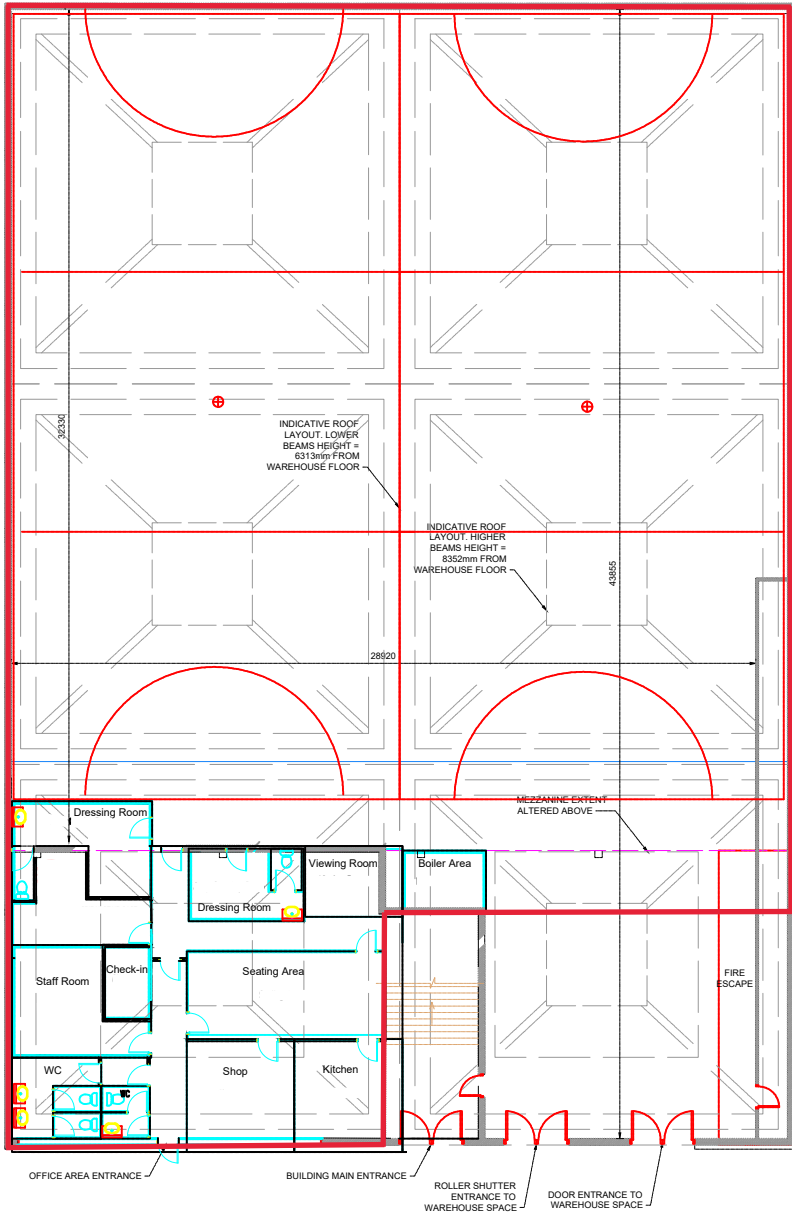 32330
INDICATIVE ROOF
LAYOUT. LOWER
BEAMS HEIGHT =
6313mm FROM
WAREHOUSE FLOOR
INDICATIVE ROOF
LAYOUT. HIGHER
BEAMS HEIGHT =
8352mm FROM
WAREHOUSE FLOOR
43855
28920
MEZZANINE EXTENT
ALTERED ABOVE
Dressing Room
Viewing Room
Boiler Area
Dressing Room
Staff Room
Check-in
Seating Area
FIRE
ESCAPE
WC
Shop
Kitchen
WC
OFFICE AREA ENTRANCE
BUILDING MAIN ENTRANCE
ROLLER SHUTTER
ENTRANCE TO
WAREHOUSE SPACE
DOOR ENTRANCE TO
WAREHOUSE SPACE